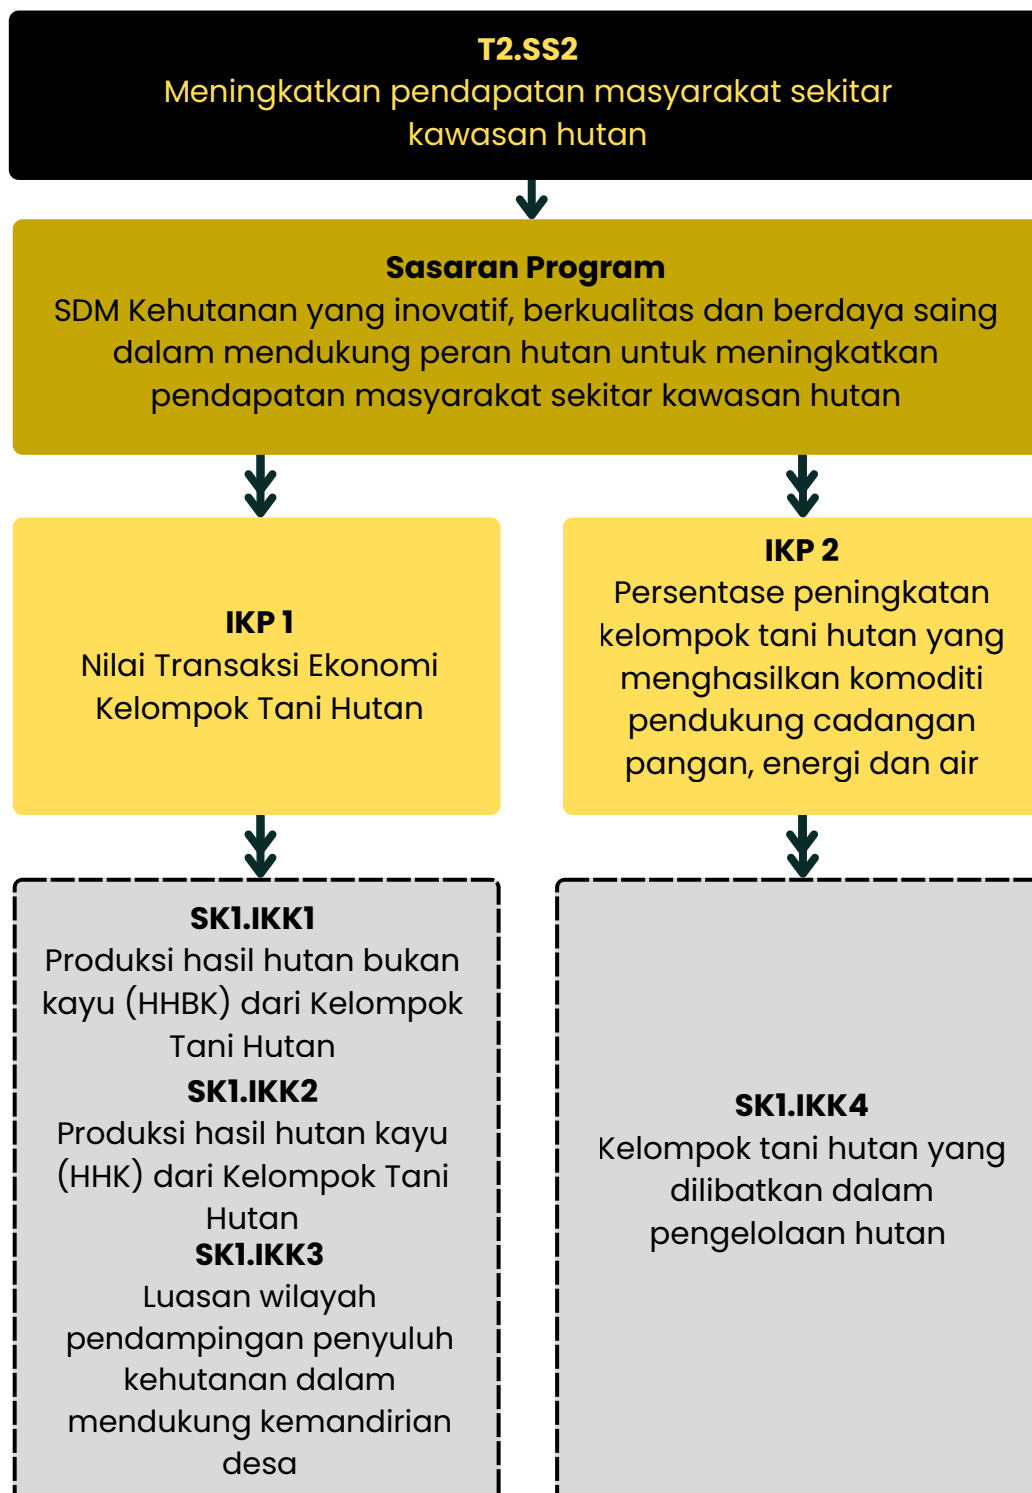 T2.SS2
Meningkatkan pendapatan masyarakat sekitar
kawasan hutan
Sasaran Program
SDM Kehutanan yang inovatif, berkualitas dan berdaya saing
dalam mendukung peran hutan untuk meningkatkan
pendapatan masyarakat sekitar kawasan hutan
IKP 1
Nilai Transaksi Ekonomi
Kelompok Tani Hutan
IKP 2
Persentase peningkatan
kelompok tani hutan yang
menghasilkan komoditi
pendukung cadangan
pangan, energi dan air
SK1.IKK1
Produksi hasil hutan bukan
kayu (HHBK) dari Kelompok
Tani Hutan
SK1.IKK2
Produksi hasil hutan kayu
(HHK) dari Kelompok Tani
Hutan
SK1.IKK3
Luasan wilayah
pendampingan penyuluh
kehutanan dalam
mendukung kemandirian
desa
SK1.IKK4
Kelompok tani hutan yang
dilibatkan dalam
pengelolaan hutan